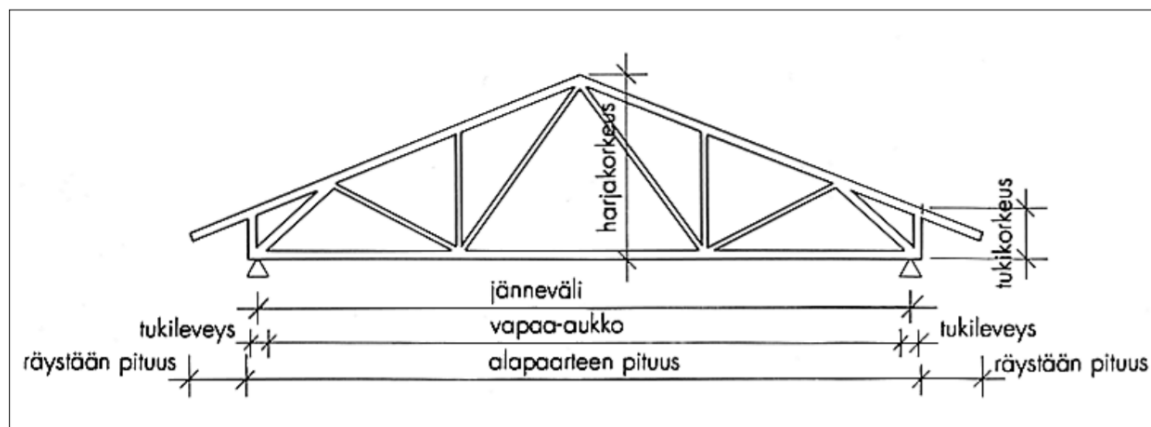 harjakorkeus
tukikorkeus
jänneväli
tukileveys vapaa-aukko tukileveys
räystään pituus alapaarteen pituus räystään pituus